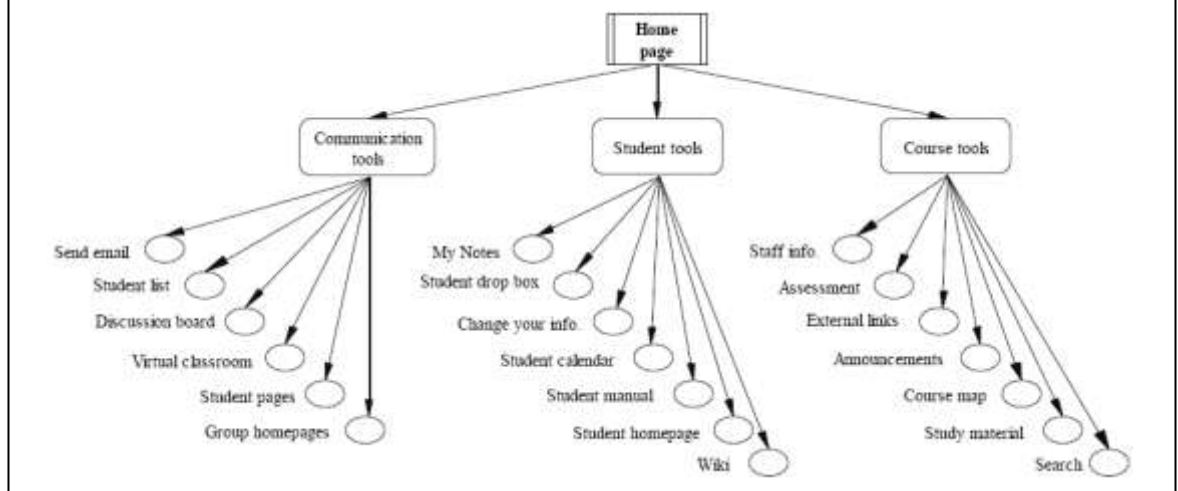 Home
page
Communication
tools
Student tools
Course tools
Send email
Student list
Discussion board
Virtual classroom
Student pages
Group homepages
My Notes
Student drop box
Change your info.
Student calendar
Student manual
Student homepage
Wiki
Staff info.
Assessment
External links
Announcements
Course map
Study material
Search